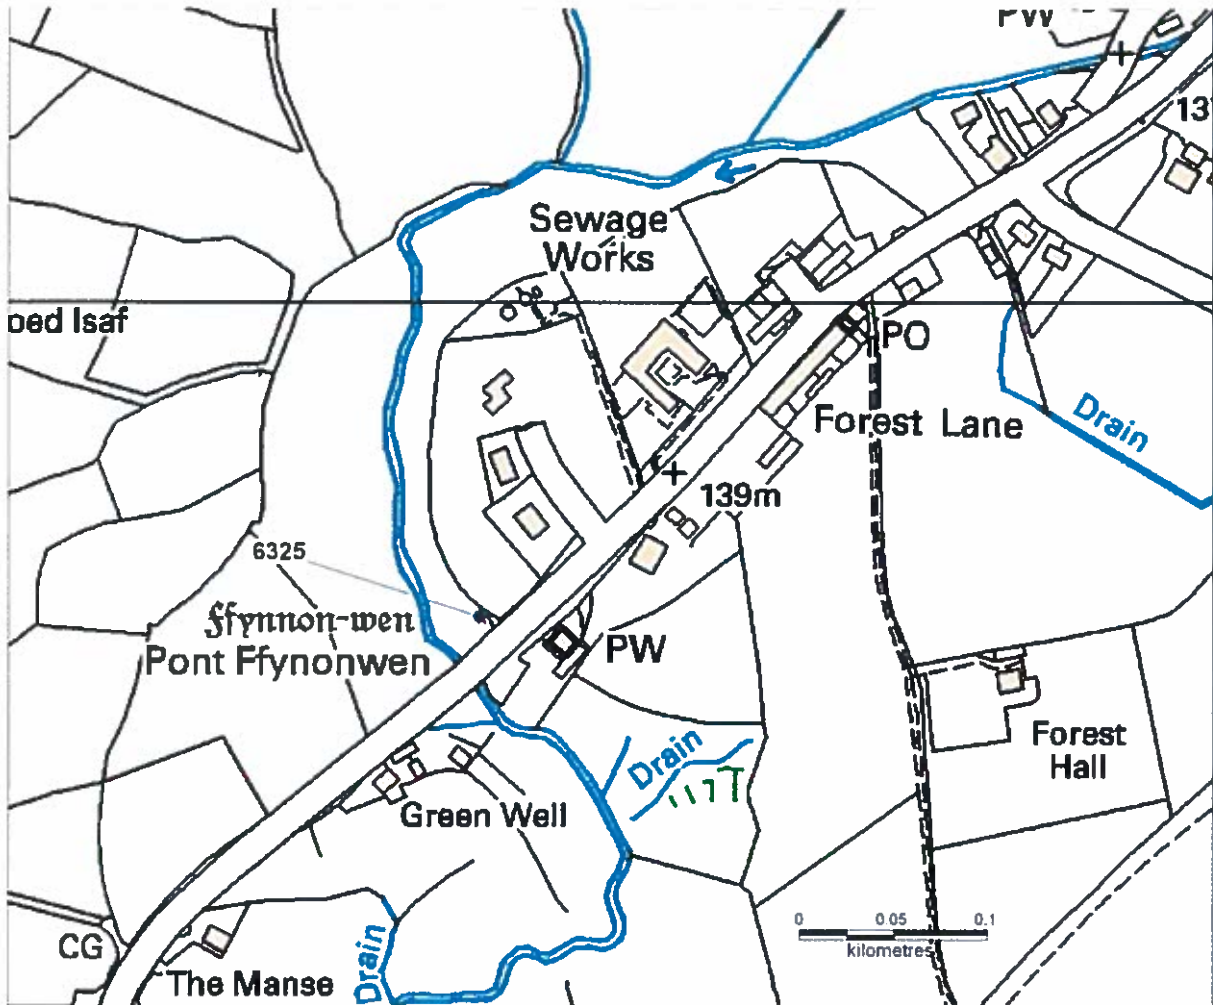 PW
13
Sewage
Works
oed Isaf
PO
Forest Lane
Drain
139m
6325
Ffynnon-wen
Pont Ffynonwen
PW
Drain
Forest
Hall
Green Well
0 0.05 0.1
kilometres
CG
Drain
The Manse